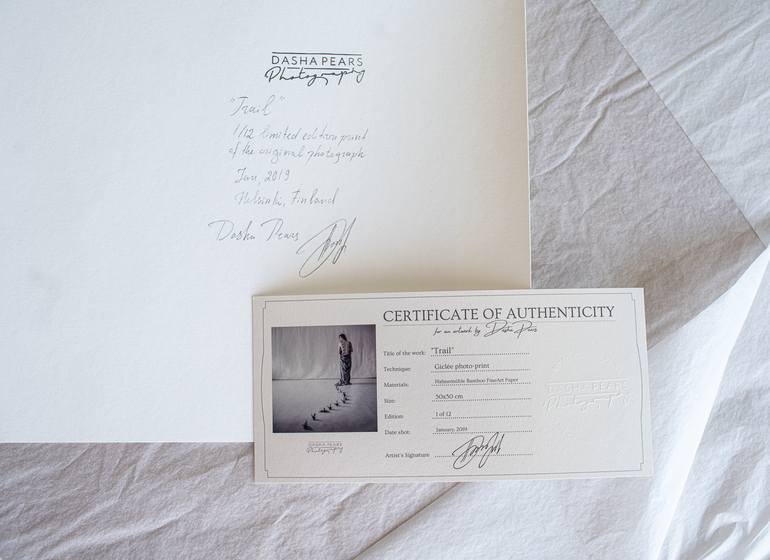 DASHA PEARS
Photography
"Trail"
1/12 limited edition print
of the original photograph
Jan, 2019
Helsinki, Finland
Dasha Pears
CERTIFICATE OF AUTHENTICITY
for an artwork by Dasha Pears
Title of the work: "Trail"
Technique: Giclée photo-print
Materials: Hahnemühle Bamboo FineArt Paper
Size: 50x50 cm
Edition: 1 of 12
Date shot: January, 2019
Artist's Signature
DASHA PEARS
Photography
DASHA PEARS
Photography